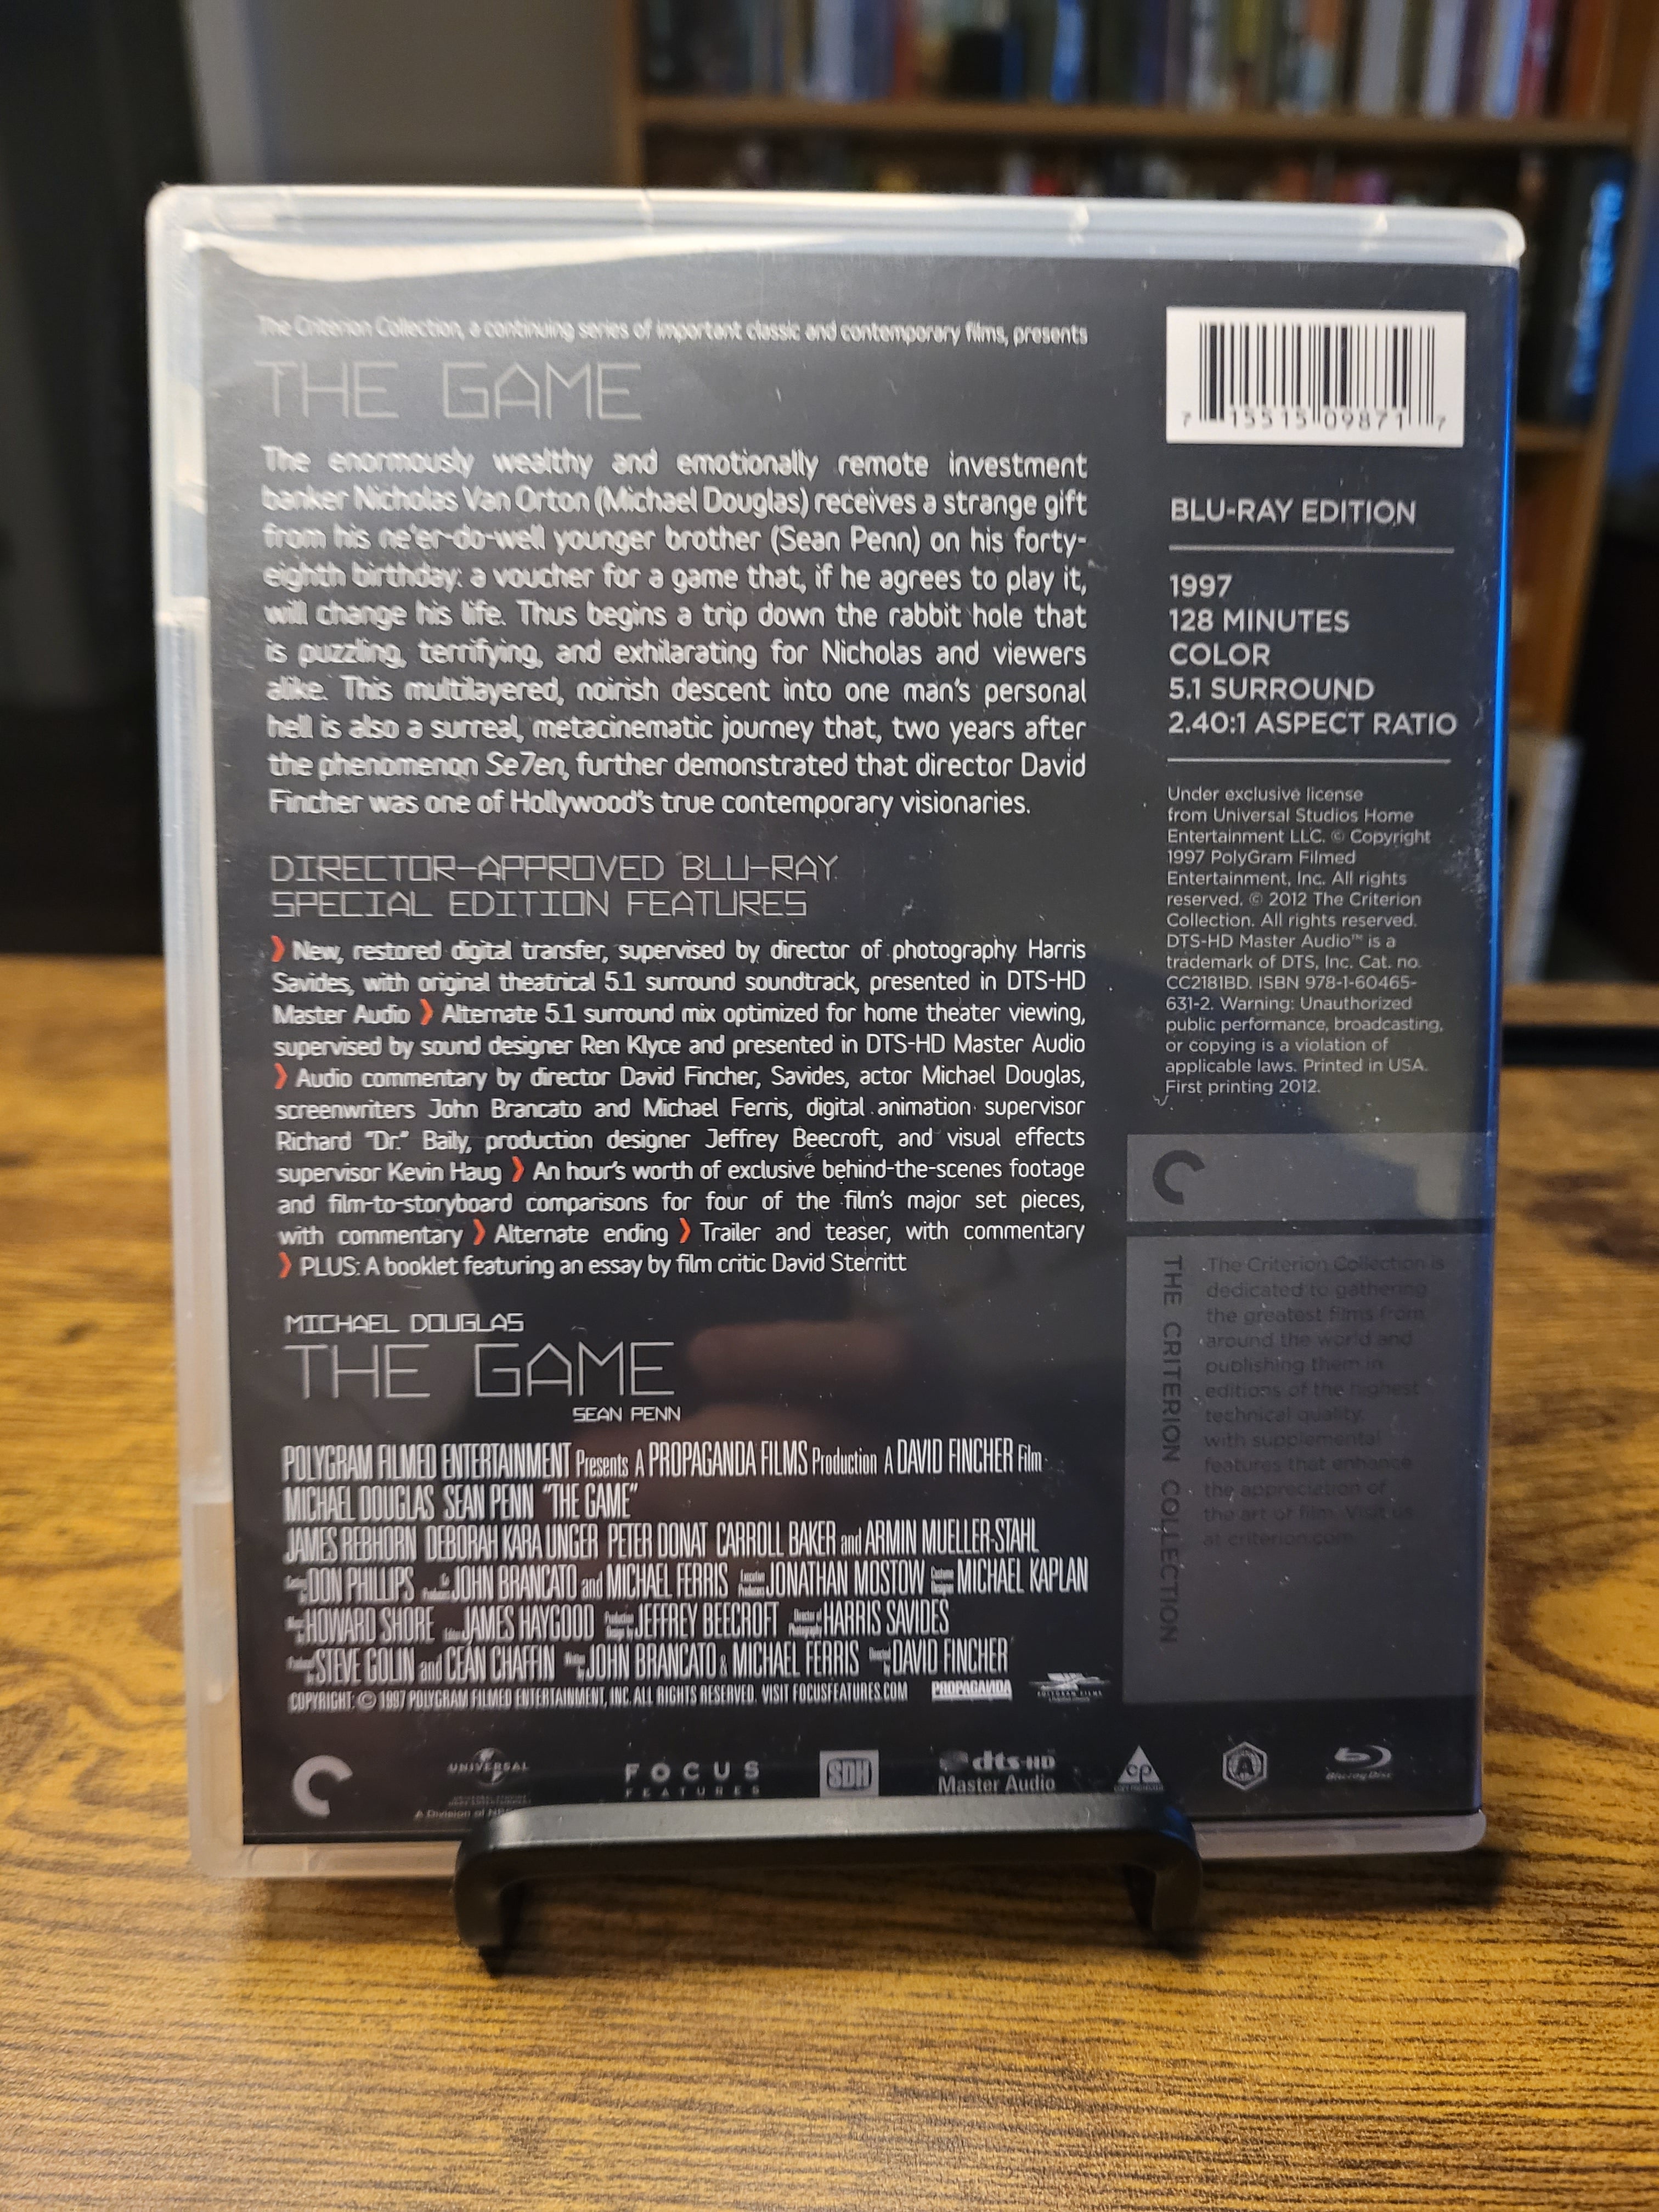 The Criterion Collection, a continuing series of important classic and contemporary films, presents
THE GAME
The enormously wealthy and emotionally remote investment
banker Nicholas Van Orton (Michael Douglas) receives a strange gift
from his ne'er-do-well younger brother (Sean Penn) on his forty-
eighth birthday: a voucher for a game that, if he agrees to play it,
will change his life. Thus begins a trip down the rabbit hole that
is puzzling, terrifying, and exhilarating for Nicholas and viewers
alike. This multilayered, noirish descent into one man's personal
hell is also a surreal, metacinematic journey that, two years after
the phenomenon Se7en, further demonstrated that director David
Fincher was one of Hollywood's true contemporary visionaries.
DIRECTOR-APPROVED BLU-RAY
SPECIAL EDITION FEATURES
❯ New, restored digital transfer, supervised by director of photography Harris
Savides, with original theatrical 5.1 surround soundtrack, presented in DTS-HD
Master Audio ❯ Alternate 5.1 surround mix optimized for home theater viewing,
supervised by sound designer Ren Klyce and presented in DTS-HD Master Audio
❯ Audio commentary by director David Fincher, Savides, actor Michael Douglas,
screenwriters John Brancato and Michael Ferris, digital animation supervisor
Richard "Dr." Baily, production designer Jeffrey Beecroft, and visual effects
supervisor Kevin Haug ❯ An hour's worth of exclusive behind-the-scenes footage
and film-to-storyboard comparisons for four of the film's major set pieces,
with commentary ❯ Alternate ending ❯ Trailer and teaser, with commentary
❯ PLUS: A booklet featuring an essay by film critic David Sterritt
MICHAEL DOUGLAS
THE GAME
SEAN PENN
POLYGRAM FILMED ENTERTAINMENT Presents A PROPAGANDA FILMS Production A DAVID FINCHER Film
MICHAEL DOUGLAS SEAN PENN "THE GAME"
JAMES REBHORN DEBORAH KARA UNGER PETER DONAT CARROLL BAKER and ARMIN MUELLER-STAHL
DON PHILLIPS JOHN BRANCATO and MICHAEL FERRIS Executive Producers JONATHAN MOSTOW Costume Designer MICHAEL KAPLAN
HOWARD SHORE JAMES HAYGOOD Production Design by JEFFREY BEECROFT Director of Photography HARRIS SAVIDES
STEVE GOLIN and CEÁN CHAFFIN JOHN BRANCATO & MICHAEL FERRIS Directed by DAVID FINCHER
COPYRIGHT: © 1997 POLYGRAM FILMED ENTERTAINMENT, INC. ALL RIGHTS RESERVED. VISIT FOCUSFEATURES.COM PROPAGANDA
UNIVERSAL
A Division of
FOCUS
FEATURES
SDH
dts-HD
Master Audio
cp
A
Blu-ray Disc
7 15515 09871 7
BLU-RAY EDITION
1997
128 MINUTES
COLOR
5.1 SURROUND
2.40:1 ASPECT RATIO
Under exclusive license
from Universal Studios Home
Entertainment LLC. © Copyright
1997 PolyGram Filmed
Entertainment, Inc. All rights
reserved. © 2012 The Criterion
Collection. All rights reserved.
DTS-HD Master Audio™ is a
trademark of DTS, Inc. Cat. no.
CC2181BD. ISBN 978-1-60465-
631-2. Warning: Unauthorized
public performance, broadcasting,
or copying is a violation of
applicable laws. Printed in USA.
First printing 2012.
THE CRITERION COLLECTION
The Criterion Collection is
dedicated to gathering
the greatest films from
around the world and
publishing them in
editions of the highest
technical quality,
with supplemental
features that enhance
the appreciation of
the art of film. Visit us
at criterion.com